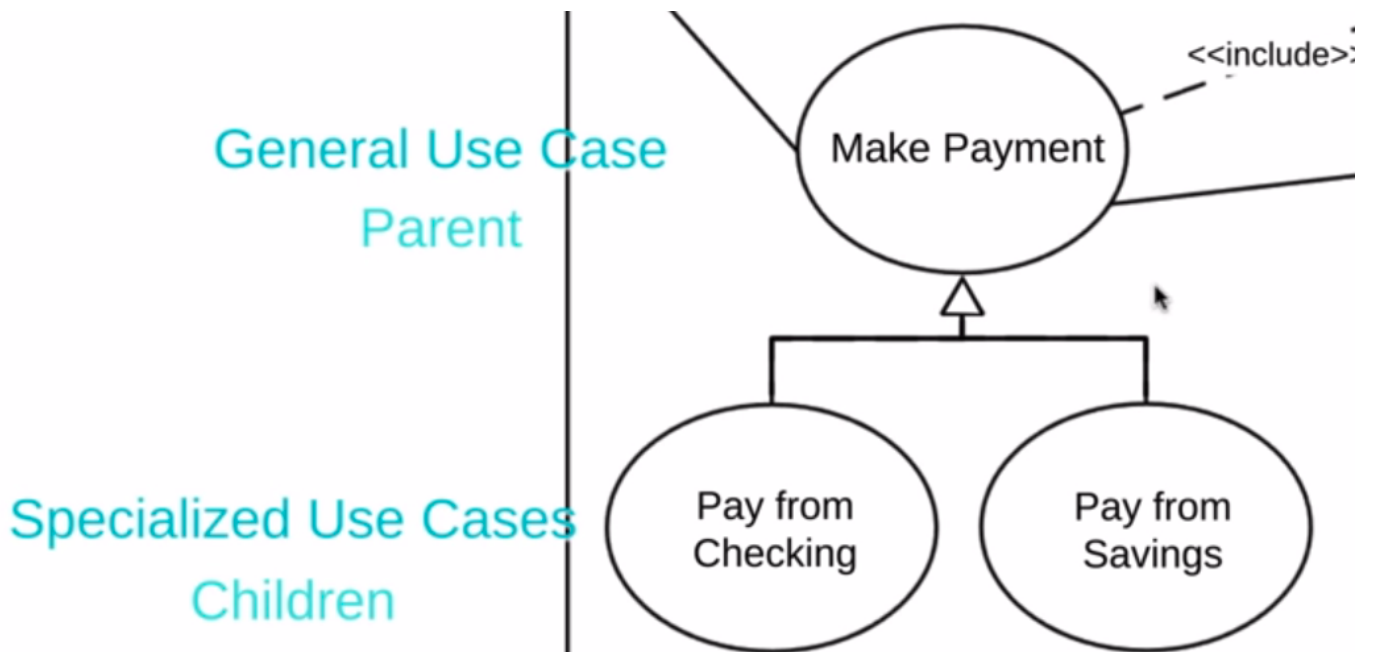 <<include>>
General Use Case
Make Payment
Parent
Specialized Use Cases
Pay from
Checking
Pay from
Savings
Children